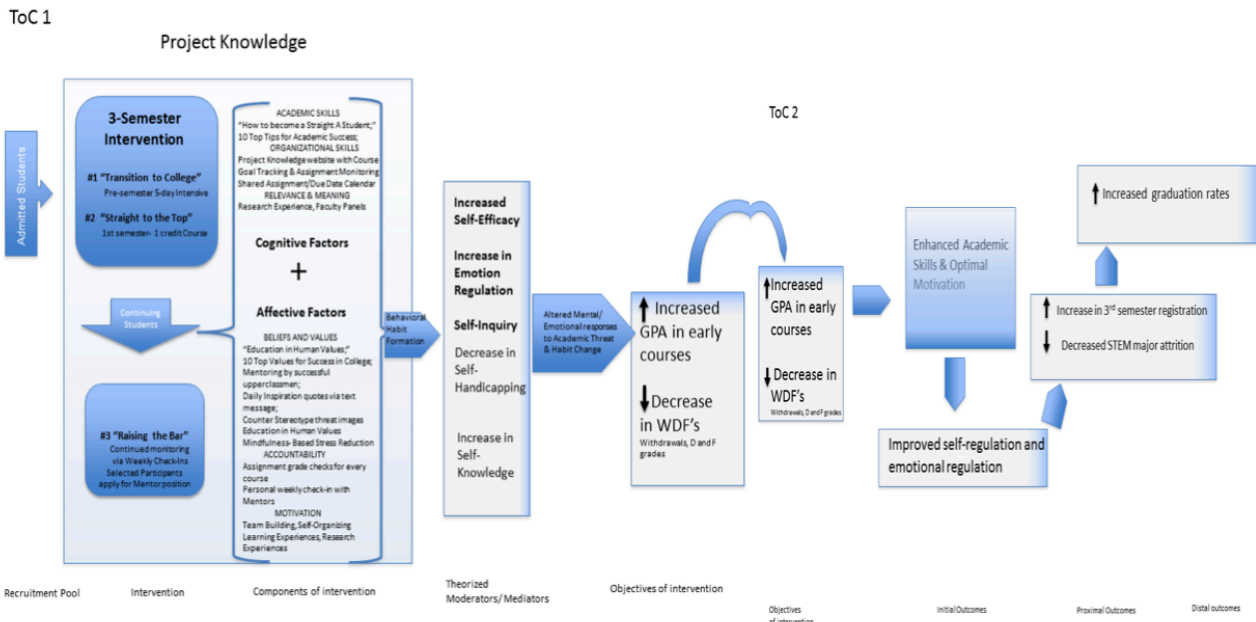 ToC 1
Project Knowledge
Admitted Students
3-Semester
Intervention
#1 “Transition to College”
Pre-semester 5-day Intensive
#2 “Straight to the Top”
1st semester- 1 credit Course
Continuing
Students
#3 “Raising the Bar”
Continued monitoring
via Weekly Check-Ins
Selected Participants
apply for Mentor position
ACADEMIC SKILLS
“How to become a Straight A Student;”
10 Top Tips for Academic Success;
ORGANIZATIONAL SKILLS
Project Knowledge website with Course
Goal Tracking & Assignment Monitoring
Shared Assignment/Due Date Calendar
RELEVANCE & MEANING
Research Experience, Faculty Panels
Cognitive Factors
+
Affective Factors
BELIEFS AND VALUES
“Education in Human Values;”
10 Top Values for Success in College;
Mentoring by successful
upperclassmen;
Daily Inspiration quotes via text
message;
Counter Stereotype threat images
Education in Human Values
Mindfulness- Based Stress Reduction
ACCOUNTABILITY
Assignment grade checks for every
course
Personal weekly check-in with
Mentors
MOTIVATION
Team Building, Self-Organizing
Learning Experiences, Research
Experiences
Behavioral
Habit
Formation
Increased
Self-Efficacy
Increase in
Emotion
Regulation
Self-Inquiry
Decrease in
Self-
Handicapping
Increase in
Self-
Knowledge
Altered Mental/
Emotional responses
to Academic Threat
& Habit Change
Increased
GPA in early
courses
Decrease
in WDF’s
Withdrawals, D and F
grades
ToC 2
Increased
GPA in early
courses
Decrease in
WDF’s
Withdrawals, D and F grades
Enhanced Academic
Skills & Optimal
Motivation
Improved self-regulation and
emotional regulation
Increase in 3rd semester registration
Decreased STEM major attrition
Increased graduation rates
Recruitment Pool
Intervention
Components of intervention
Theorized
Moderators/ Mediators
Objectives of intervention
Objectives
of intervention
Initial Outcomes
Proximal Outcomes
Distal outcomes